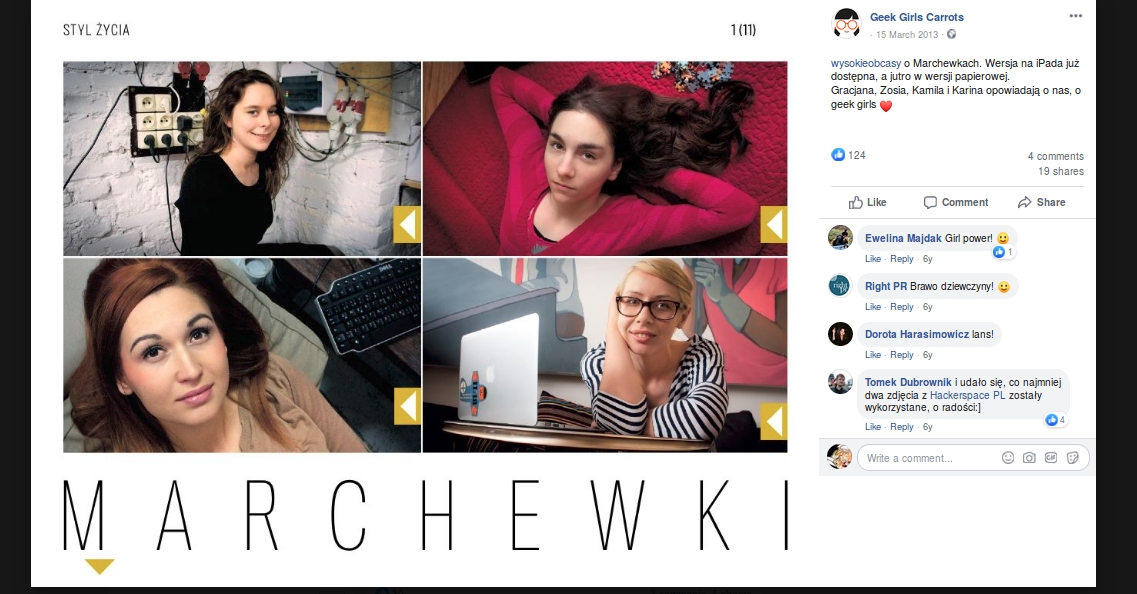 STYL ŻYCIA
1 (11)
MARCHEWKI
Geek Girls Carrots
· 15 March 2013 ·
wysokieobcasy o Marchewkach. Wersja na iPada już
dostępna, a jutro w wersji papierowej.
Gracjana, Zosia, Kamila i Karina opowiadają o nas, o
geek girls ❤️
124
4 comments
19 shares
Like
Comment
Share
Ewelina Majdak Girl power! 🙂
1
Like · Reply · 6y
Right PR Brawo dziewczyny! 🙂
Like · Reply · 6y
Dorota Harasimowicz lans!
Like · Reply · 6y
Tomek Dubrownik i udało się, co najmniej
dwa zdjęcia z Hackerspace PL zostały
wykorzystane, o radości:]
4
Like · Reply · 6y
Write a comment...